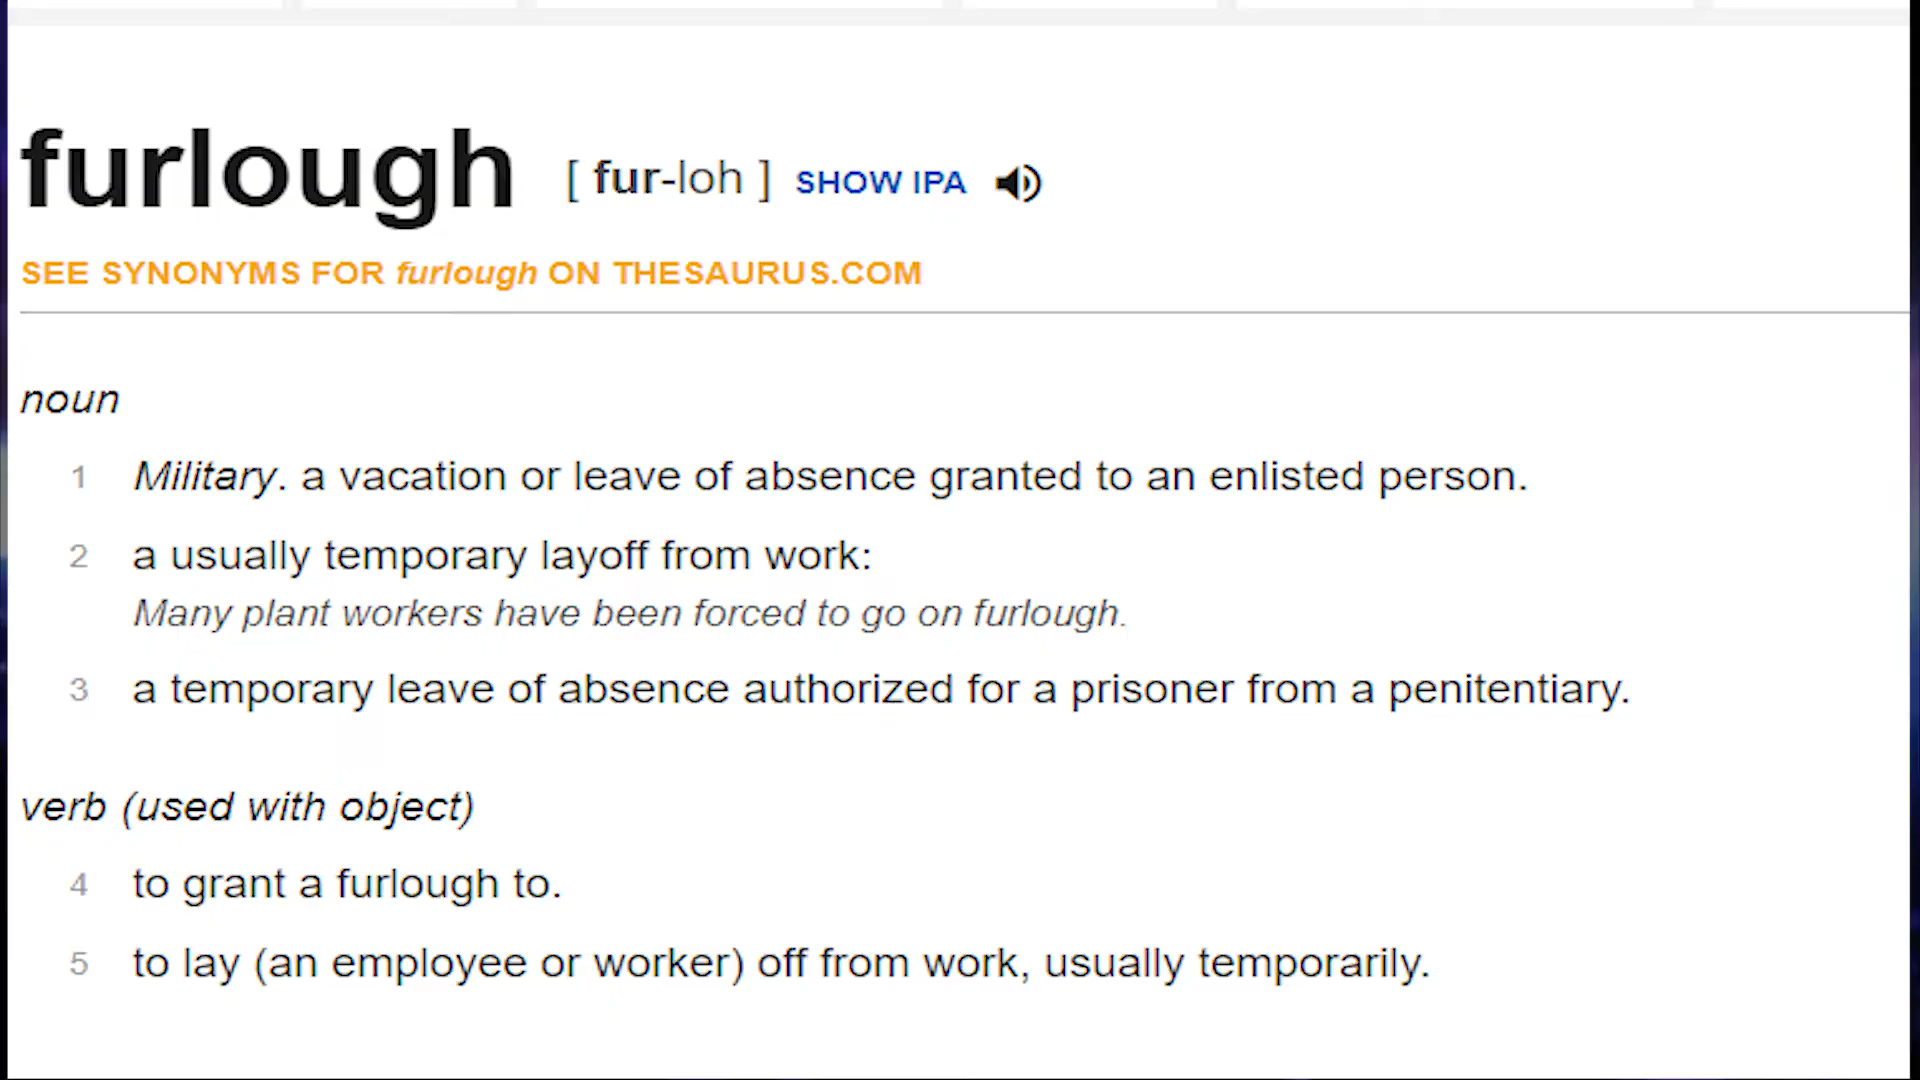 furlough [ fur-loh ] SHOW IPA
SEE SYNONYMS FOR furlough ON THESAURUS.COM
noun
1 Military. a vacation or leave of absence granted to an enlisted person.
2 a usually temporary layoff from work:
Many plant workers have been forced to go on furlough.
3 a temporary leave of absence authorized for a prisoner from a penitentiary.
verb (used with object)
4 to grant a furlough to.
5 to lay (an employee or worker) off from work, usually temporarily.